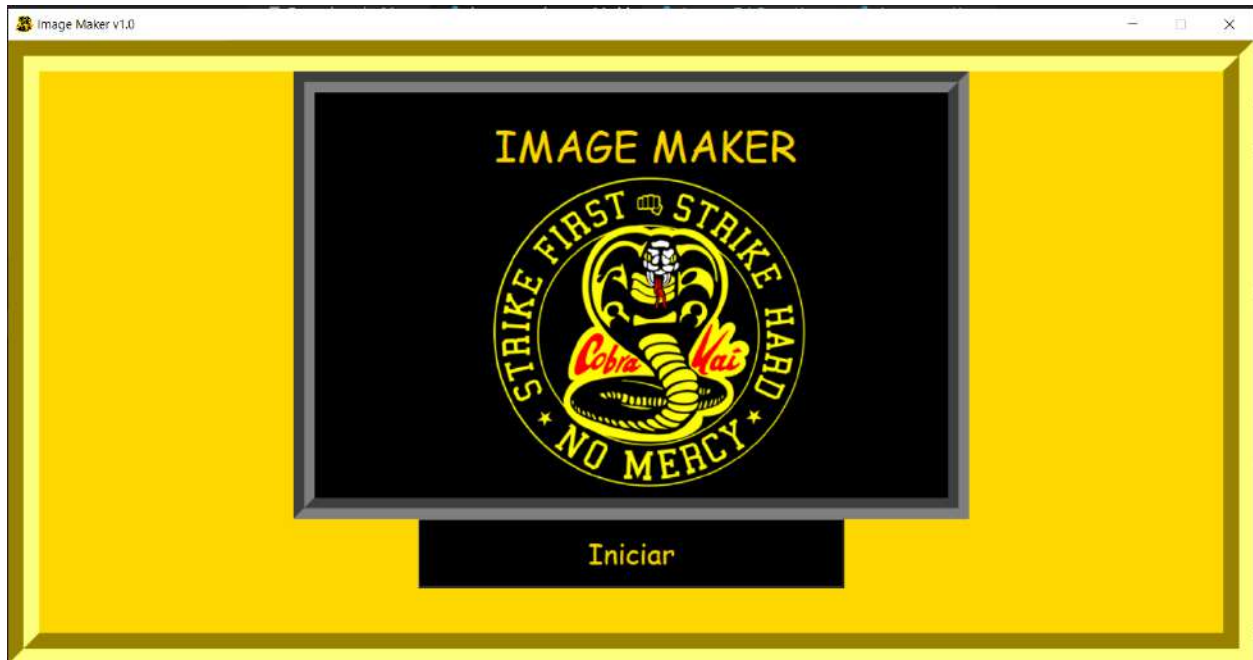 Image Maker v1.0
IMAGE MAKER
STRIKE FIRST STRIKE HARD
NO MERCY
Cobra Kai
Iniciar